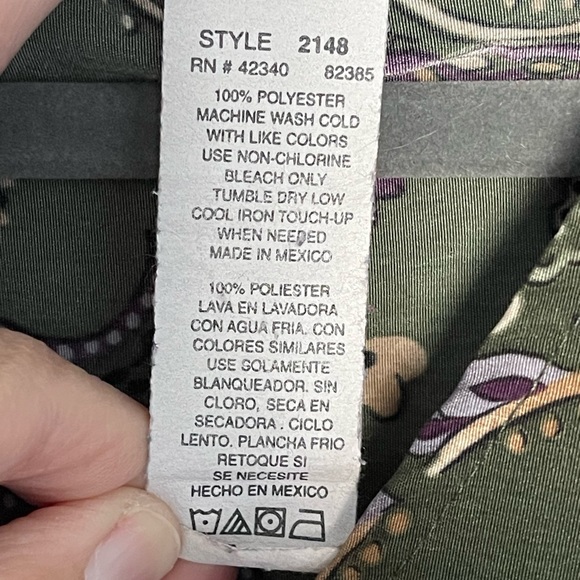 STYLE 2148
RN # 42340 82385
100% POLYESTER
MACHINE WASH COLD
WITH LIKE COLORS
USE NON-CHLORINE
BLEACH ONLY
TUMBLE DRY LOW
COOL IRON TOUCH-UP
WHEN NEEDED
MADE IN MEXICO
100% POLIESTER
LAVA EN LAVADORA
CON AGUA FRIA. CON
COLORES SIMILARES
USE SOLAMENTE
BLANQUEADOR. SIN
CLORO, SECA EN
SECADORA . CICLO
LENTO. PLANCHA FRIO
RETOQUE SI
SE NECESITE
HECHO EN MEXICO